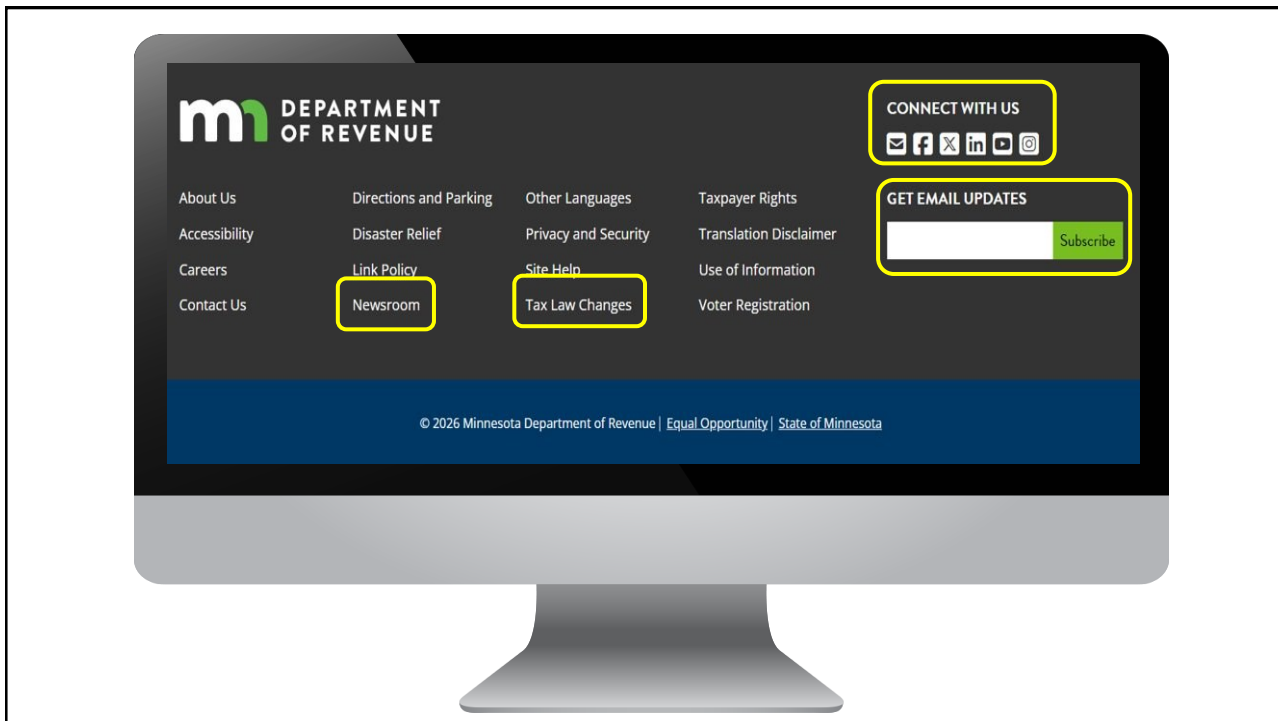 mn DEPARTMENT
OF REVENUE
CONNECT WITH US
About Us
Accessibility
Careers
Contact Us
Directions and Parking
Disaster Relief
Link Policy
Newsroom
Other Languages
Privacy and Security
Site Help
Tax Law Changes
Taxpayer Rights
Translation Disclaimer
Use of Information
Voter Registration
GET EMAIL UPDATES
Subscribe
© 2026 Minnesota Department of Revenue| Equal Opportunity| State of Minnesota